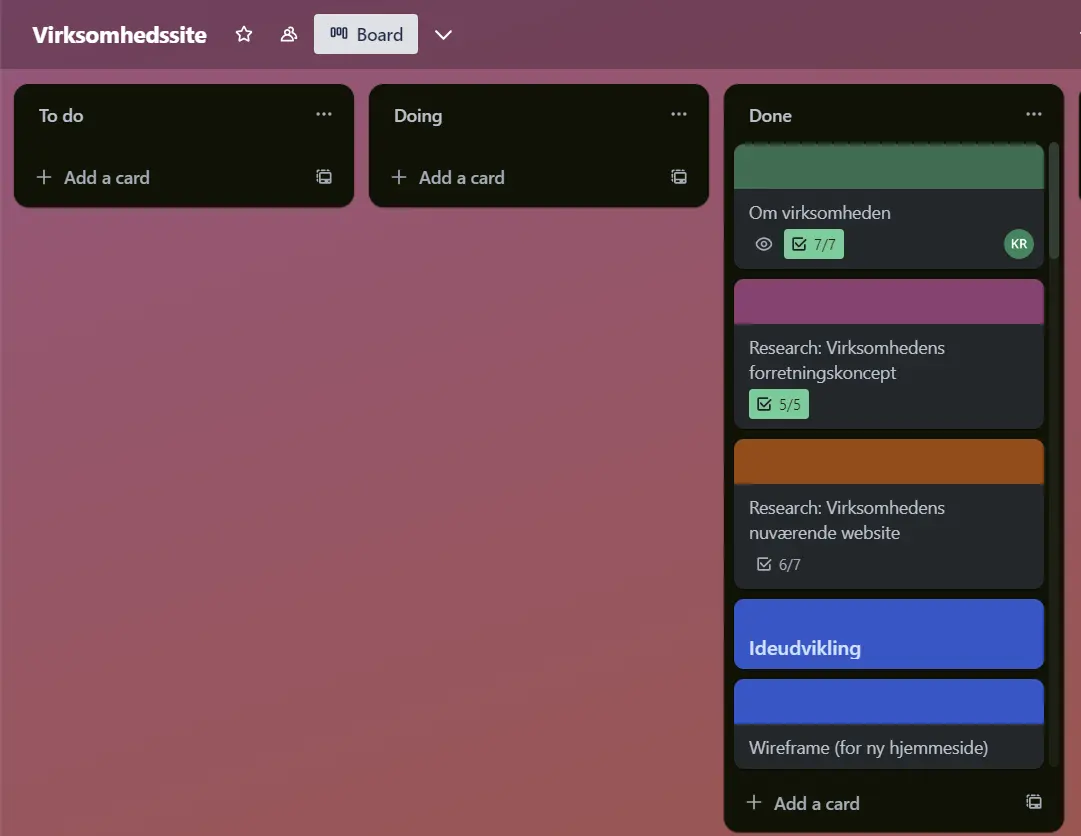 Virksomhedssite
Board
To do
Add a card
Doing
Add a card
Done
Om virksomheden
7/7
KR
Research: Virksomhedens
forretningskoncept
5/5
Research: Virksomhedens
nuværende website
6/7
Ideudvikling
Wireframe (for ny hjemmeside)
Add a card